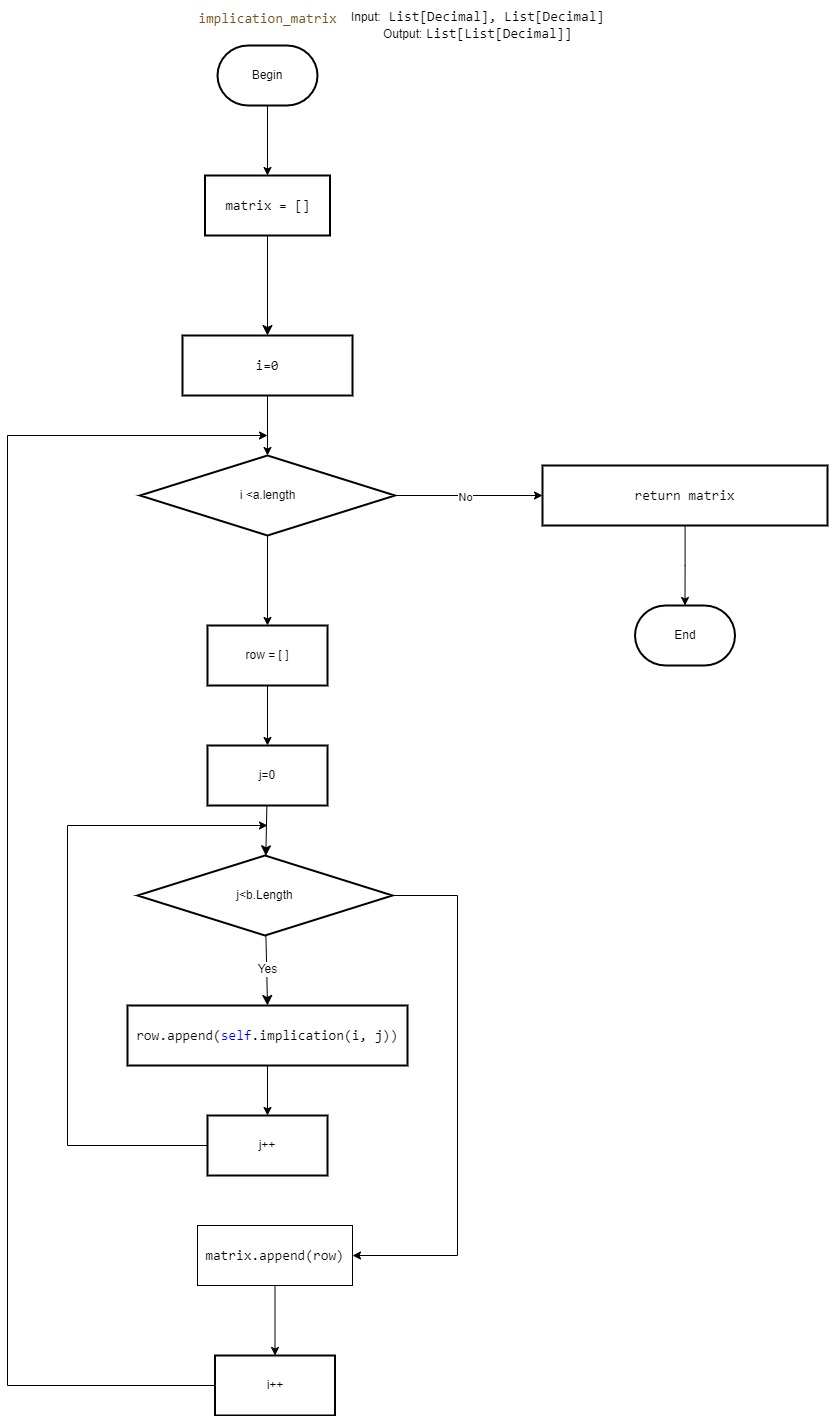 implication_matrix Input: List[Decimal], List[Decimal]
Output: List[List[Decimal]]
Begin
matrix = []
i=0
i <a.length
No
return matrix
End
row = [ ]
j=0
j<b.Length
Yes
row.append(self.implication(i, j))
j++
matrix.append(row)
i++